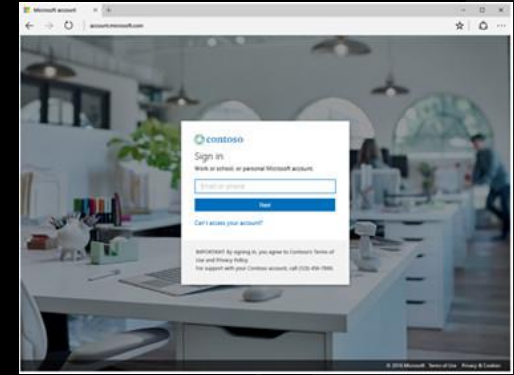 Microsoft account
account.microsoft.com
contoso
Sign in
Work or school, or personal Microsoft account
Email or phone
Next
Can't access your account?
IMPORTANT: By signing in, you agree to Contoso's Terms of
Use and Privacy Policy.
For support with your Contoso account, call
© 2016 Microsoft Terms of Use Privacy & Cookies